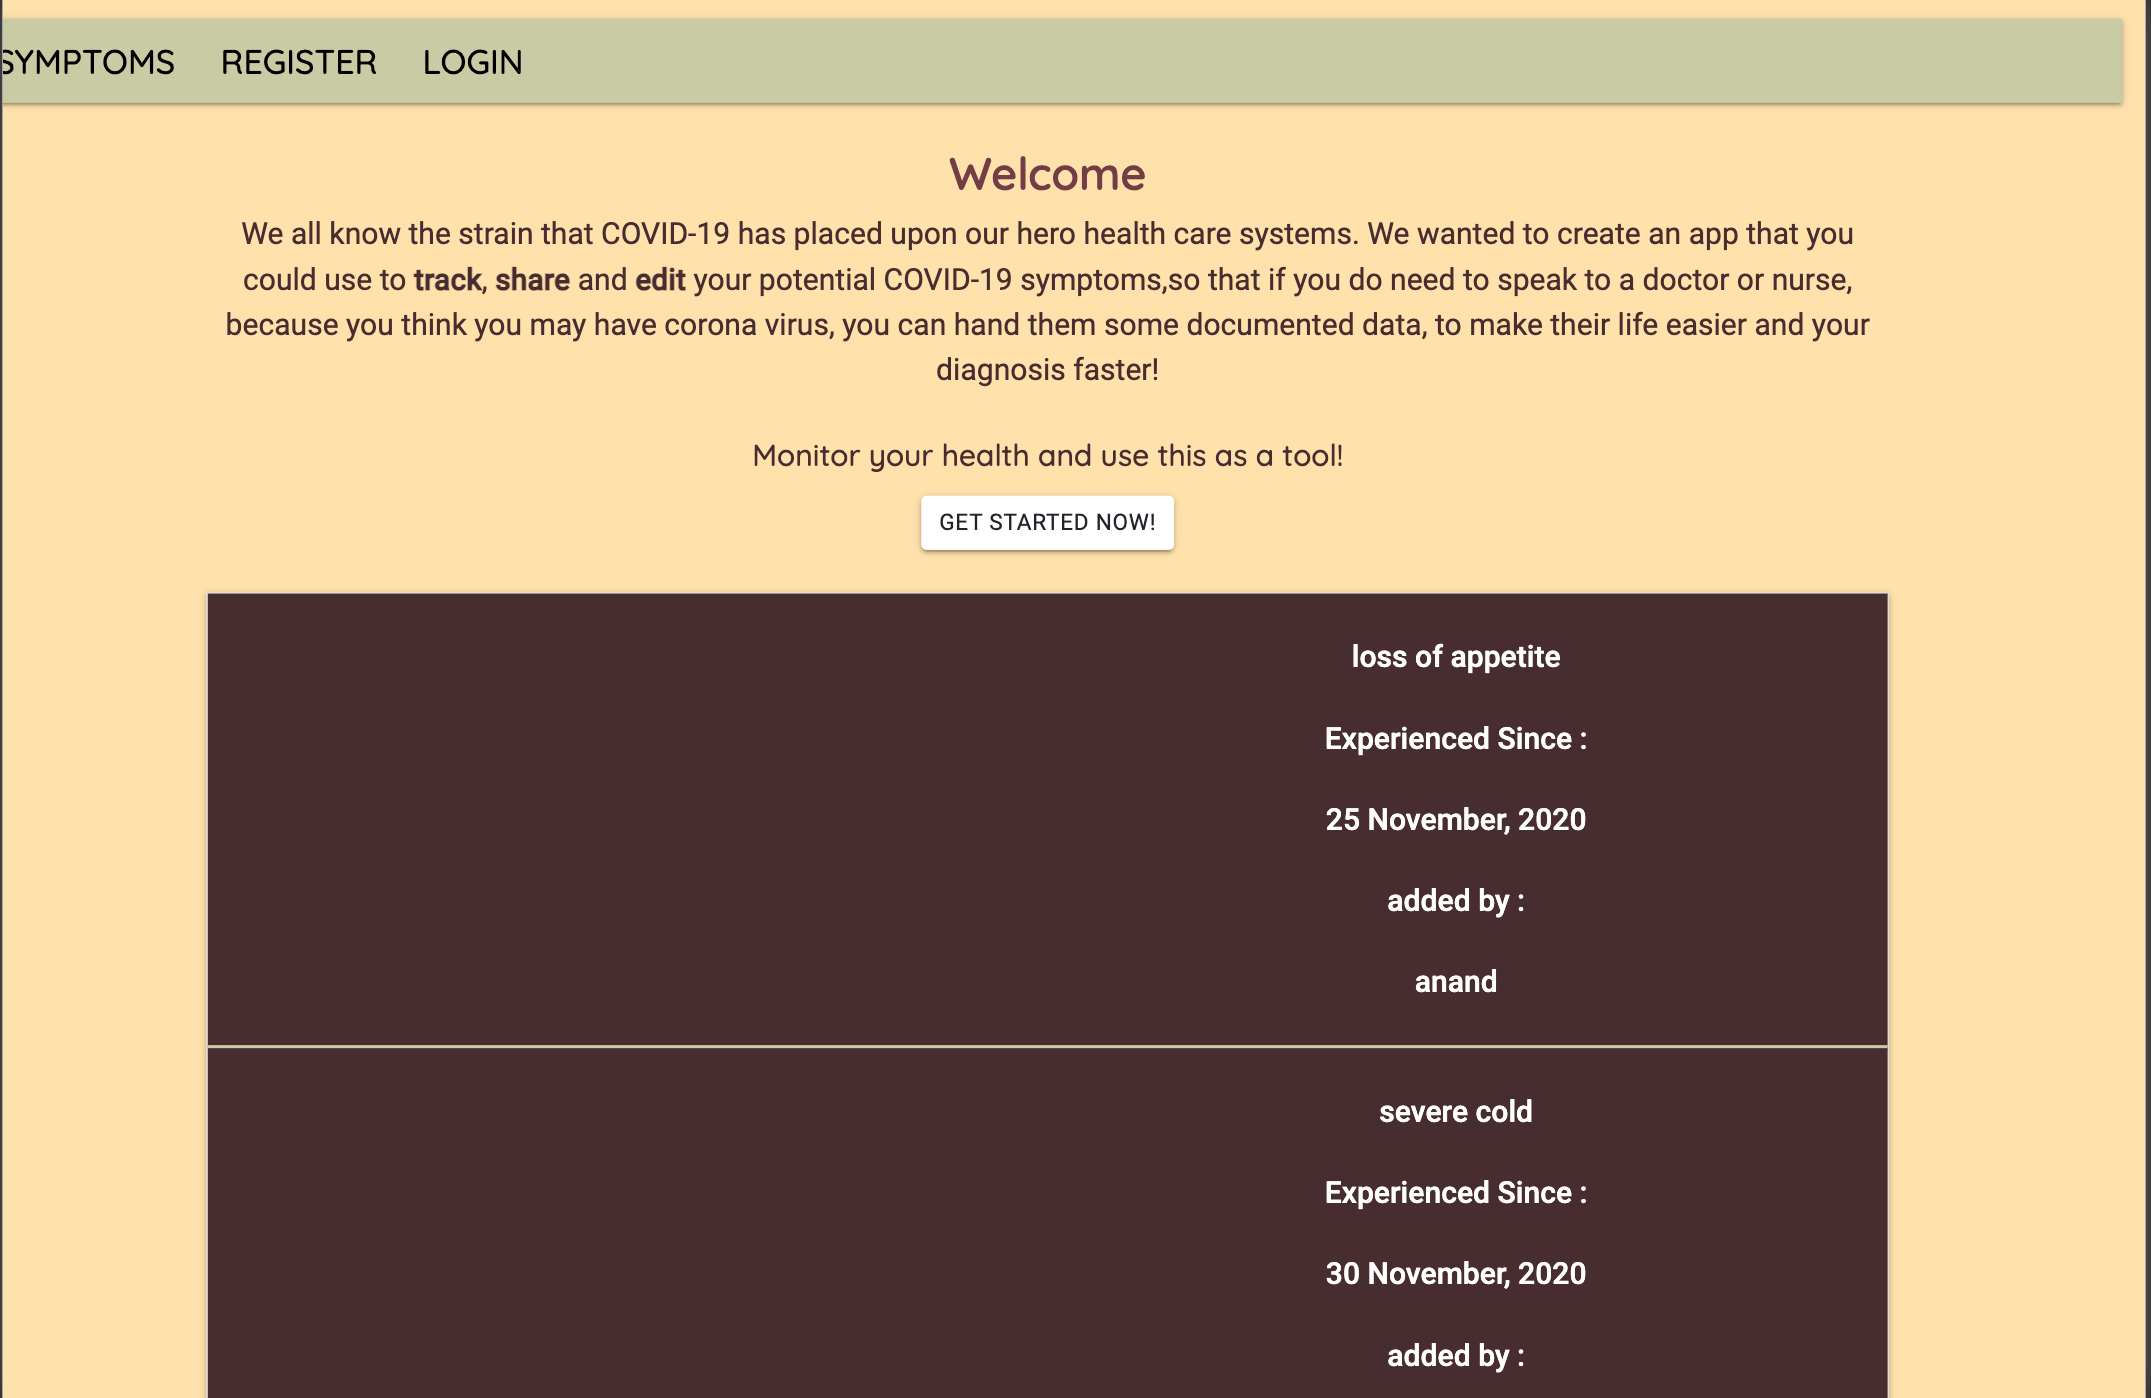 SYMPTOMS REGISTER LOGIN
Welcome
We all know the strain that COVID-19 has placed upon our hero health care systems. We wanted to create an app that you
could use to track, share and edit your potential COVID-19 symptoms,so that if you do need to speak to a doctor or nurse,
because you think you may have corona virus, you can hand them some documented data, to make their life easier and your
diagnosis faster!
Monitor your health and use this as a tool!
GET STARTED NOW!
loss of appetite
Experienced Since :
25 November, 2020
added by :
anand
severe cold
Experienced Since :
30 November, 2020
added by :